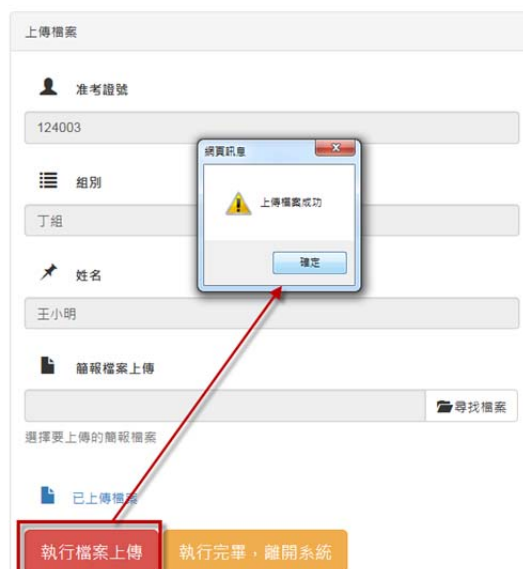 上傳檔案
准考證號
124003
網頁訊息
上傳檔案成功
確定
組別
丁組
姓名
王小明
簡報檔案上傳
尋找檔案
選擇要上傳的簡報檔案
已上傳檔案
執行檔案上傳
執行完畢，離開系統